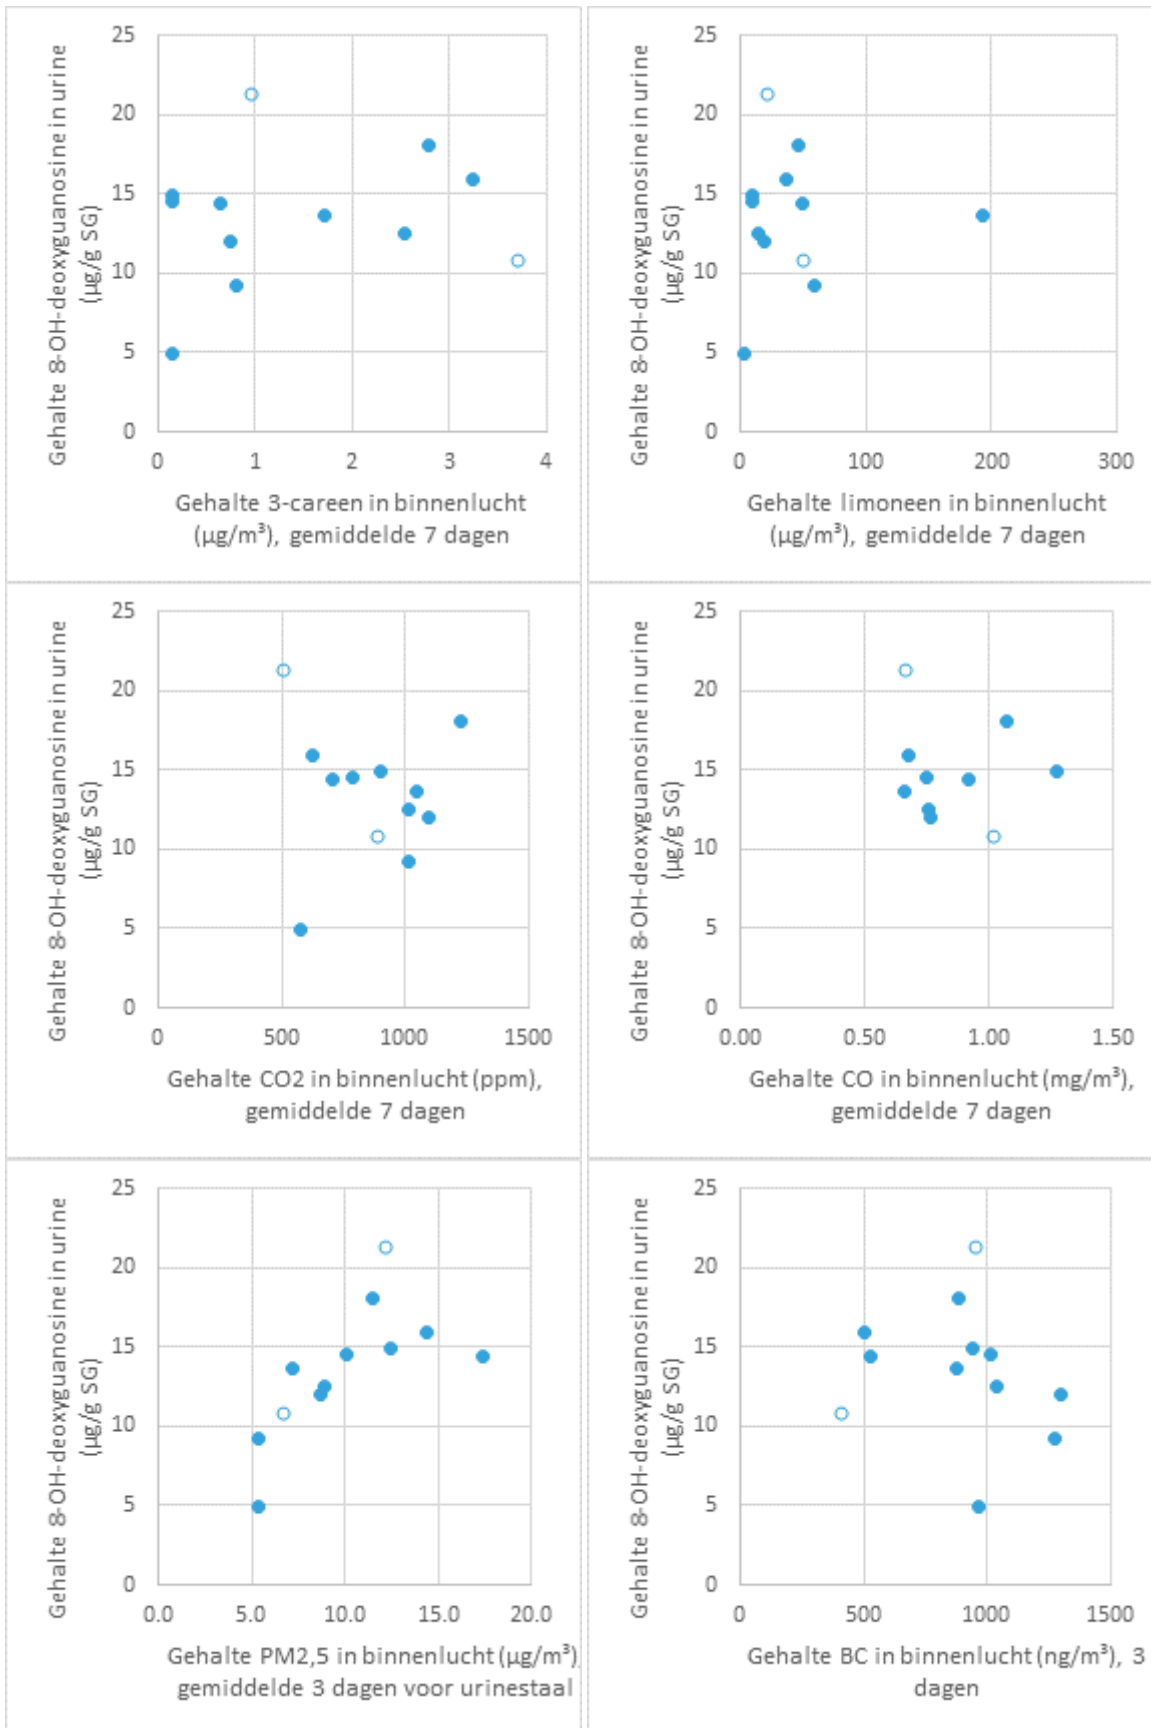 Gehalte 8-OH-deoxyguanosine in urine
(µg/g SG)
25
20
15
10
5
0
0 1 2 3 4
Gehalte 3-careen in binnenlucht
(µg/m³), gemiddelde 7 dagen
Gehalte 8-OH-deoxyguanosine in urine
(µg/g SG)
25
20
15
10
5
0
0 100 200 300
Gehalte limoneen in binnenlucht
(µg/m³), gemiddelde 7 dagen
Gehalte 8-OH-deoxyguanosine in urine
(µg/g SG)
25
20
15
10
5
0
0 500 1000 1500
Gehalte CO2 in binnenlucht (ppm),
gemiddelde 7 dagen
Gehalte 8-OH-deoxyguanosine in urine
(µg/g SG)
25
20
15
10
5
0
0.00 0.50 1.00 1.50
Gehalte CO in binnenlucht (mg/m³),
gemiddelde 7 dagen
Gehalte 8-OH-deoxyguanosine in urine
(µg/g SG)
25
20
15
10
5
0
0.0 5.0 10.0 15.0 20.0
Gehalte PM2,5 in binnenlucht (µg/m³)
gemiddelde 3 dagen voor urinestaal
Gehalte 8-OH-deoxyguanosine in urine
(µg/g SG)
25
20
15
10
5
0
0 500 1000 1500
Gehalte BC in binnenlucht (ng/m³), 3
dagen